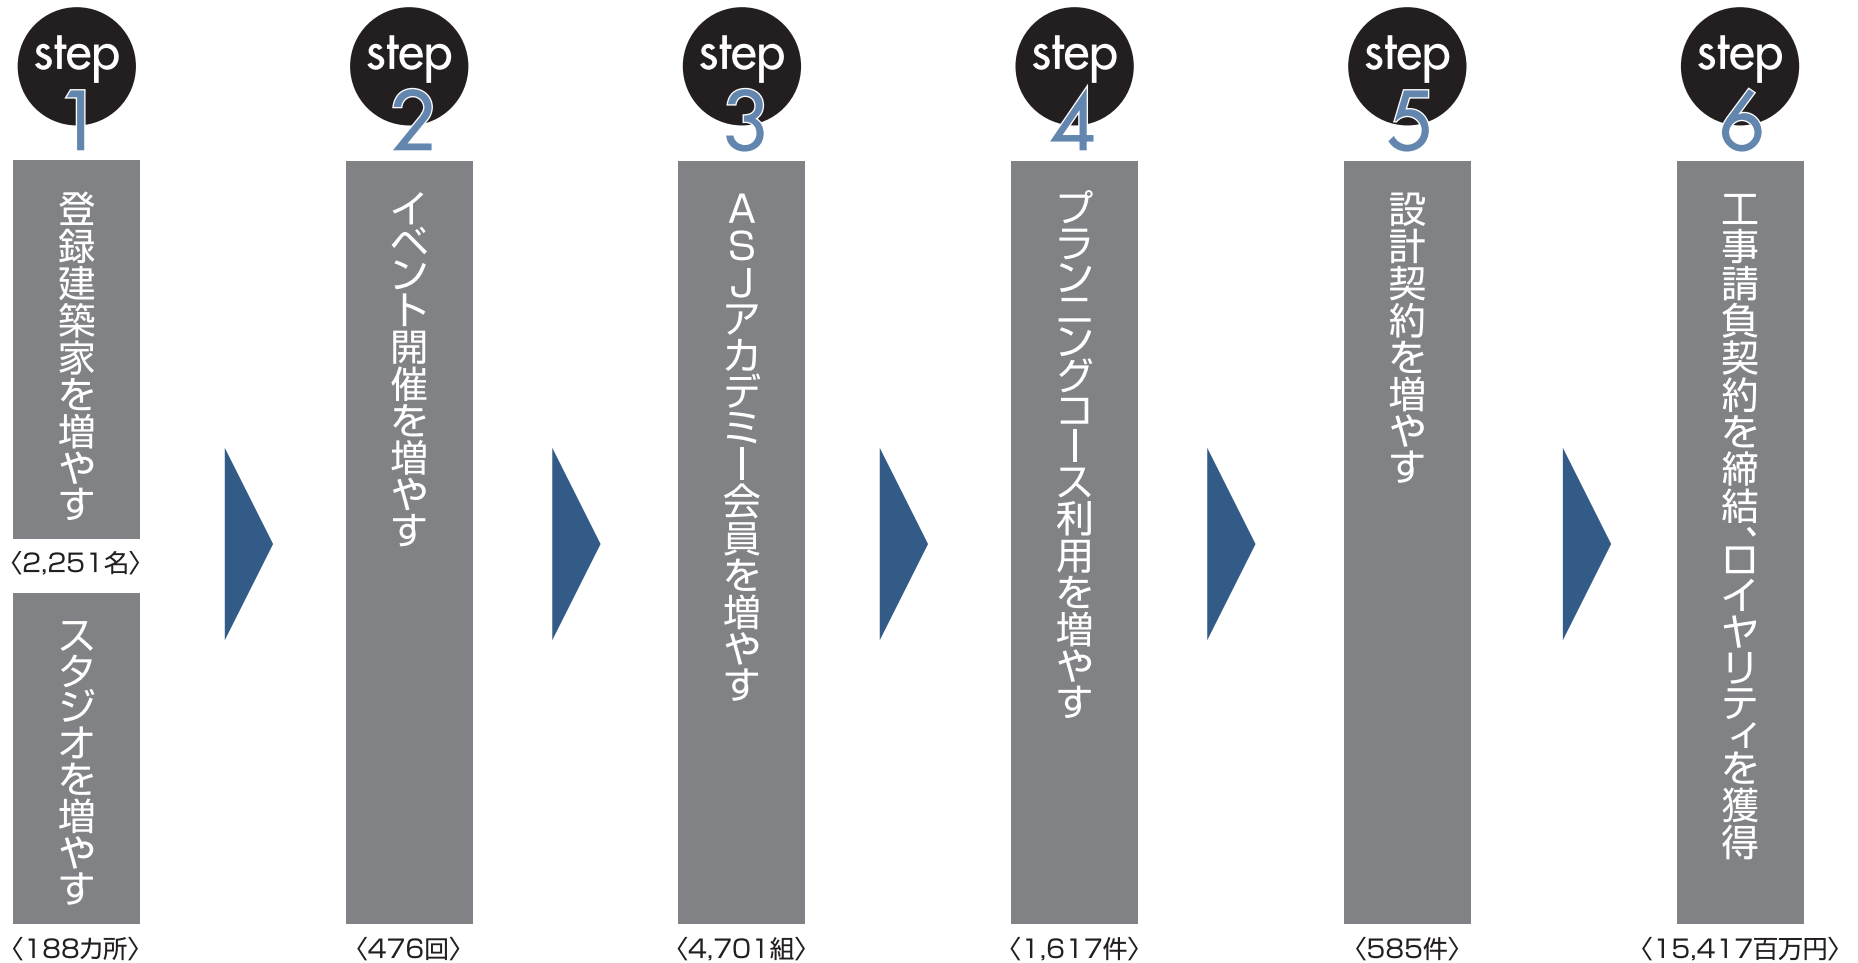 step
1
登録建築家を増やす
〈2,251名〉
スタジオを増やす
〈188カ所〉
step
2
イベント開催を増やす
〈476回〉
step
3
ASJアカデミー会員を増やす
〈4,701組〉
step
4
プランニングコース利用を増やす
〈1,617件〉
step
5
設計契約を増やす
〈585件〉
step
6
工事請負契約を締結、ロイヤリティを獲得
〈15,417百万円〉